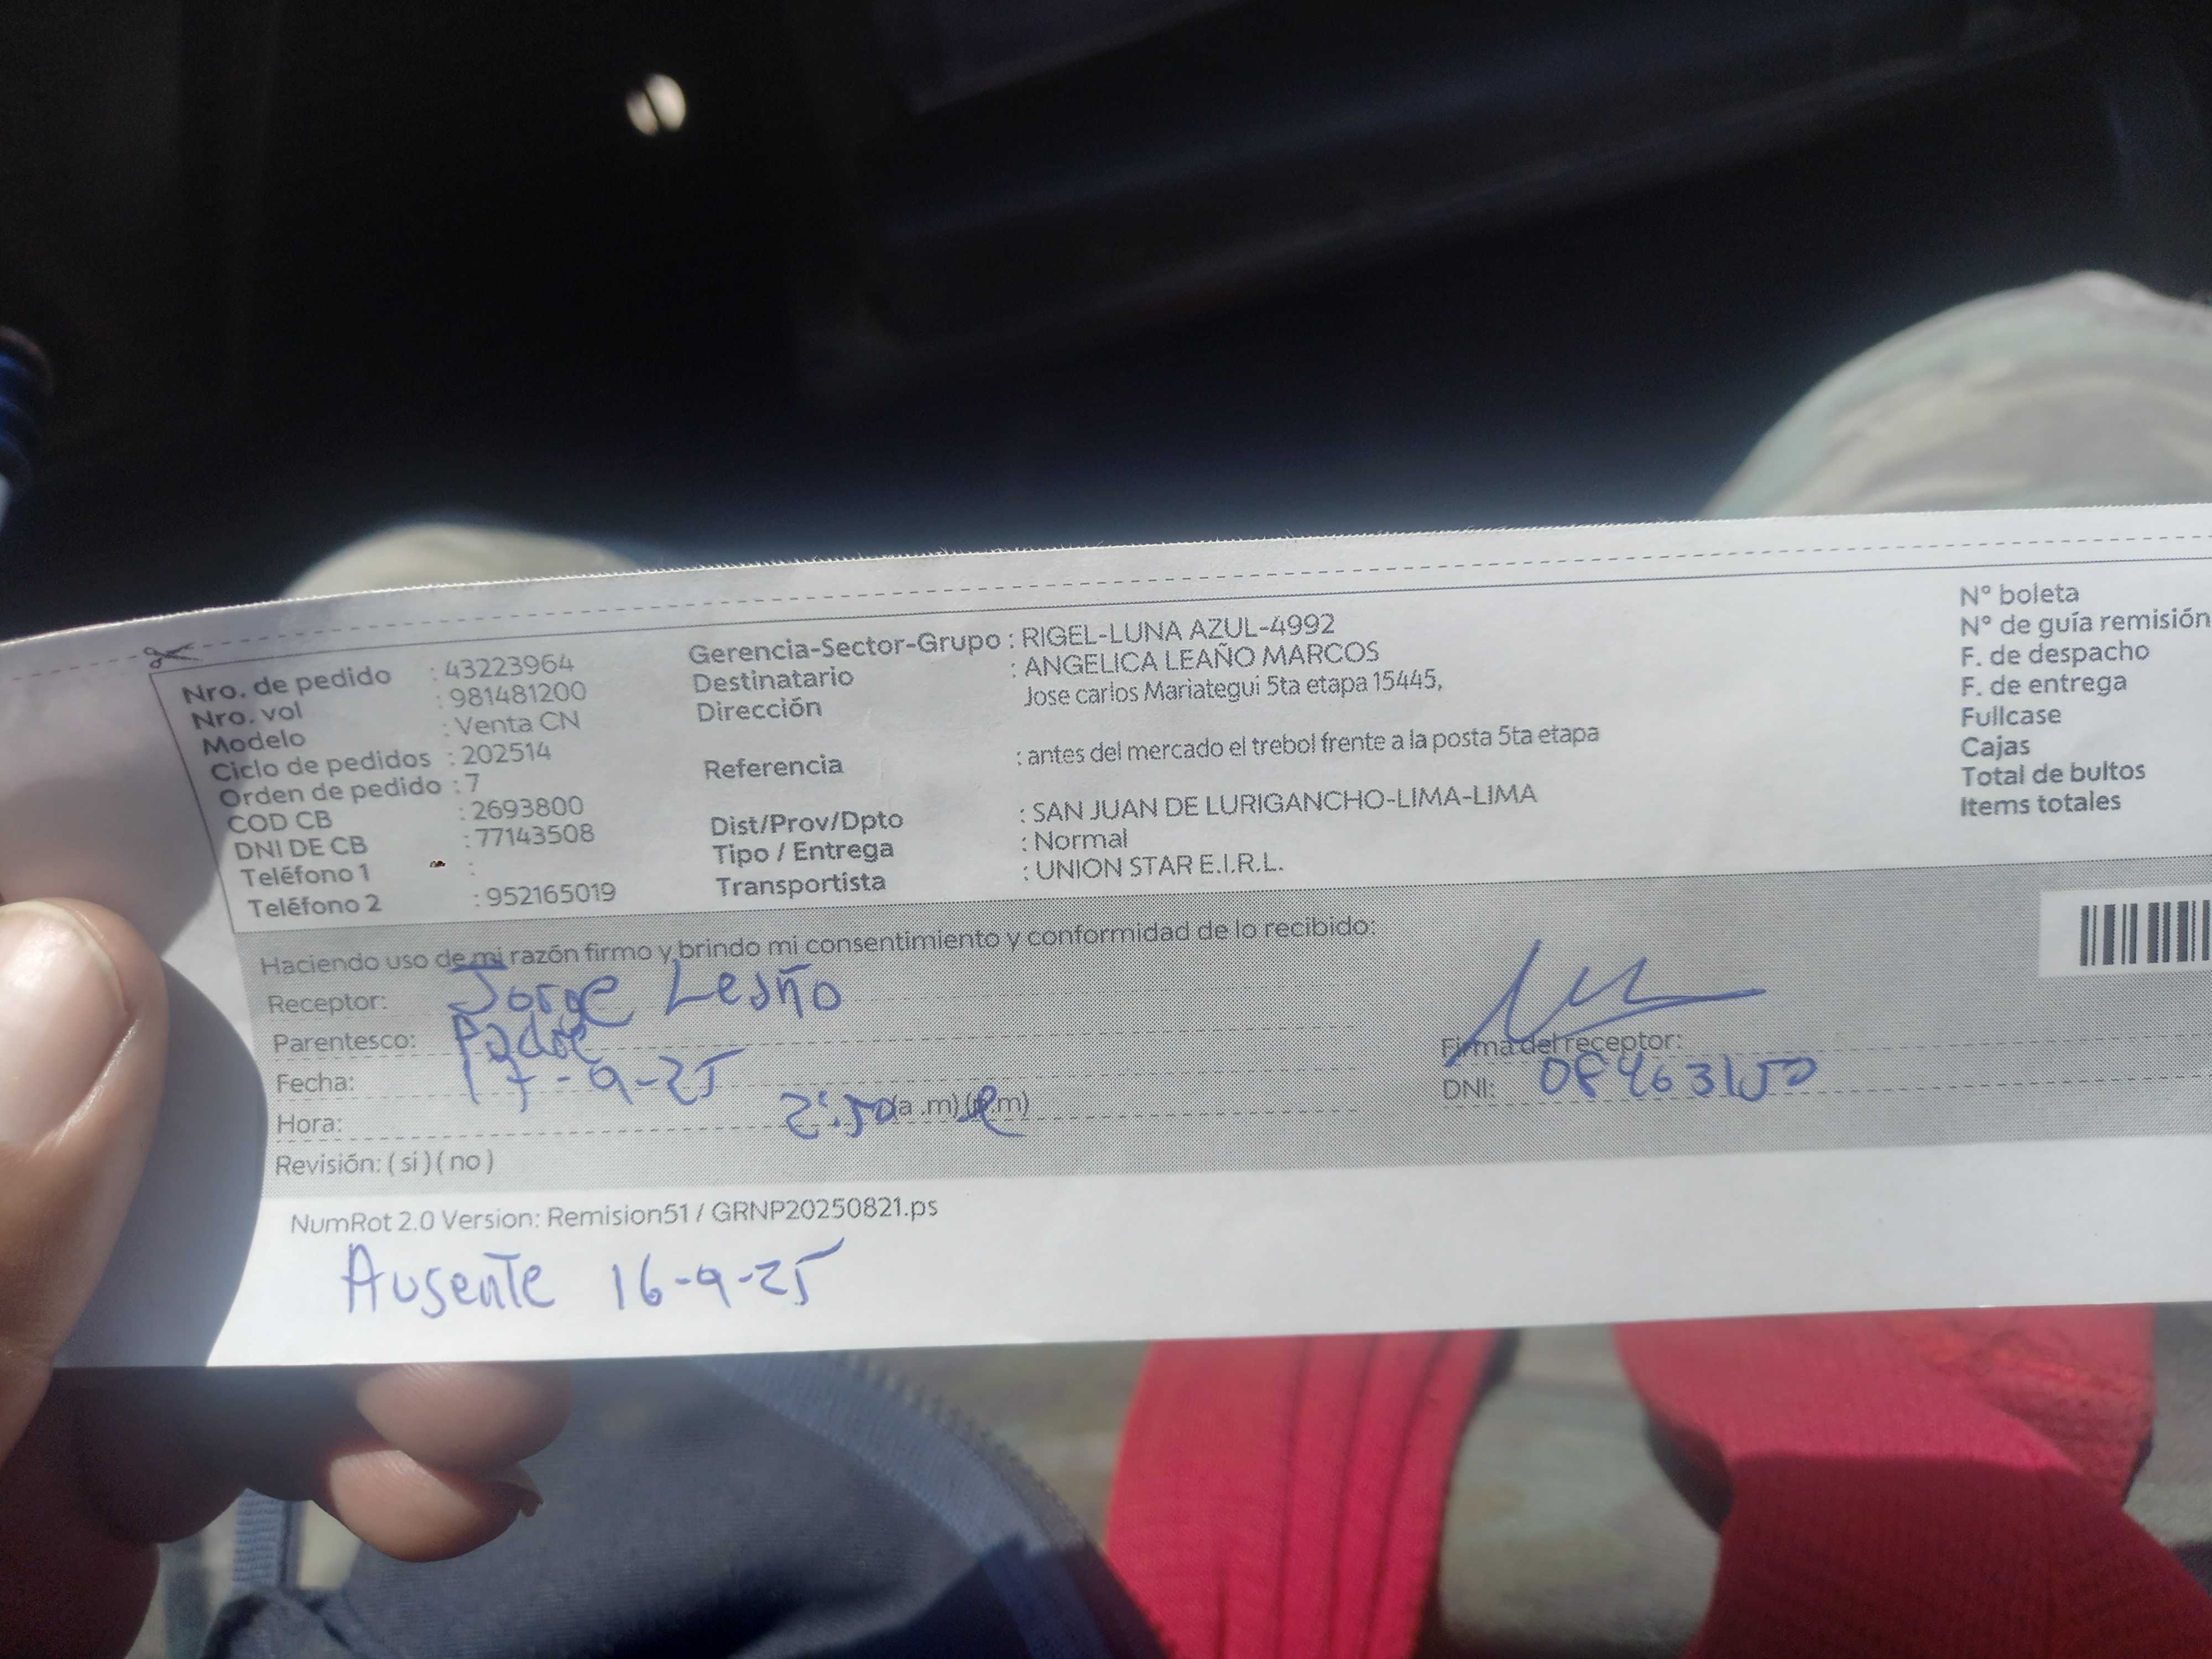 Nro. de pedido : 43223964
Nro. vol : 981481200
Modelo : Venta CN
Ciclo de pedidos : 202514
Orden de pedido : 7
COD CB : 2693800
DNI DE CB : 77143508
Teléfono 1 :
Teléfono 2 : 952165019
Gerencia-Sector-Grupo : RIGEL-LUNA AZUL-4992
Destinatario : ANGELICA LEAÑO MARCOS
Dirección Jose carlos Mariategui 5ta etapa 15445,
Referencia : antes del mercado el trebol frente a la posta 5ta etapa
Dist/Prov/Dpto : SAN JUAN DE LURIGANCHO-LIMA-LIMA
Tipo / Entrega : Normal
Transportista : UNION STAR E.I.R.L.
N° boleta
N° de guía remisión
F. de despacho
F. de entrega
Fullcase
Cajas
Total de bultos
Items totales
Haciendo uso de mi razón firmo y brindo mi consentimiento y conformidad de lo recibido:
Receptor: Jorge Leaño
Parentesco: Padre
Fecha: 17-9-25
Hora: 2:50 (a .m) (p.m)
Revisión: ( si ) ( no )
Firma del receptor:
DNI:
NumRot 2.0 Version: Remision51 / GRNP20250821.ps
Ausente 16-9-25